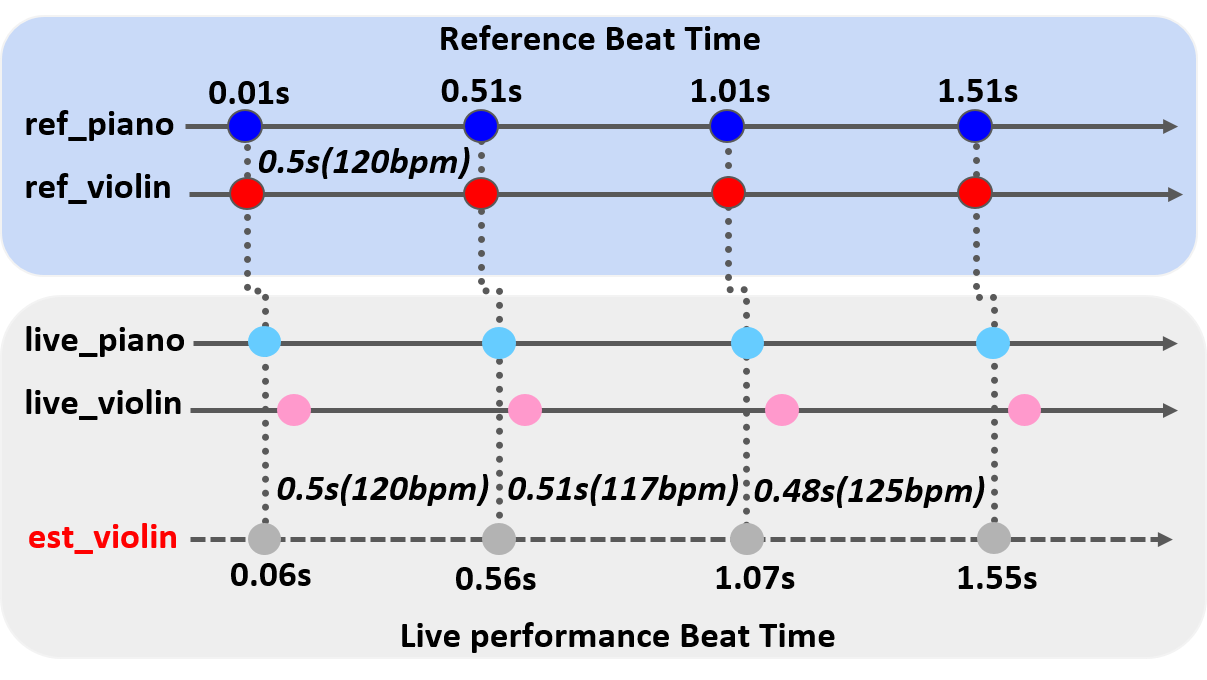 Reference Beat Time
0.01s 0.51s 1.01s 1.51s
ref_piano
0.5s(120bpm)
ref_violin
live_piano
live_violin
0.5s(120bpm) 0.51s(117bpm) 0.48s(125bpm)
est_violin
0.06s 0.56s 1.07s 1.55s
Live performance Beat Time